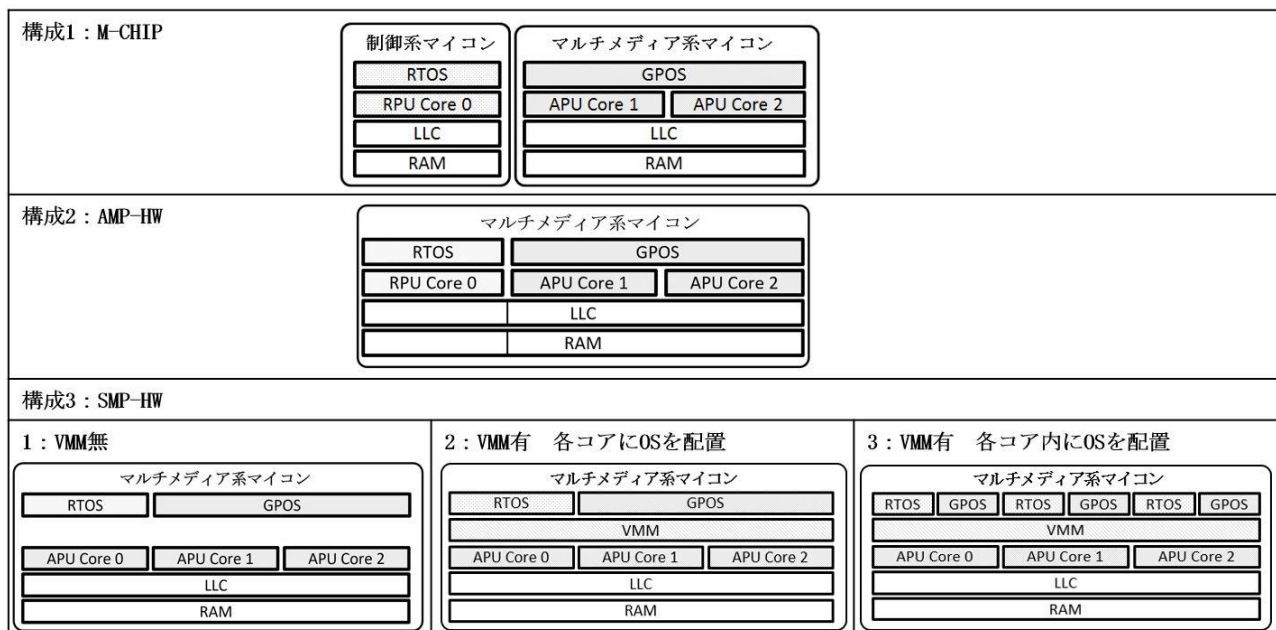 構成1：M-CHIP
制御系マイコン
RTOS
RPU Core 0
LLC
RAM
マルチメディア系マイコン
GPOS
APU Core 1 APU Core 2
LLC
RAM
構成2：AMP-HW
マルチメディア系マイコン
RTOS GPOS
RPU Core 0 APU Core 1 APU Core 2
LLC
RAM
構成3：SMP-HW
1：VMM無
マルチメディア系マイコン
RTOS GPOS
APU Core 0 APU Core 1 APU Core 2
LLC
RAM
2：VMM有　各コアにOSを配置
マルチメディア系マイコン
RTOS GPOS
VMM
APU Core 0 APU Core 1 APU Core 2
LLC
RAM
3：VMM有　各コア内にOSを配置
マルチメディア系マイコン
RTOS GPOS RTOS GPOS RTOS GPOS
VMM
APU Core 0 APU Core 1 APU Core 2
LLC
RAM